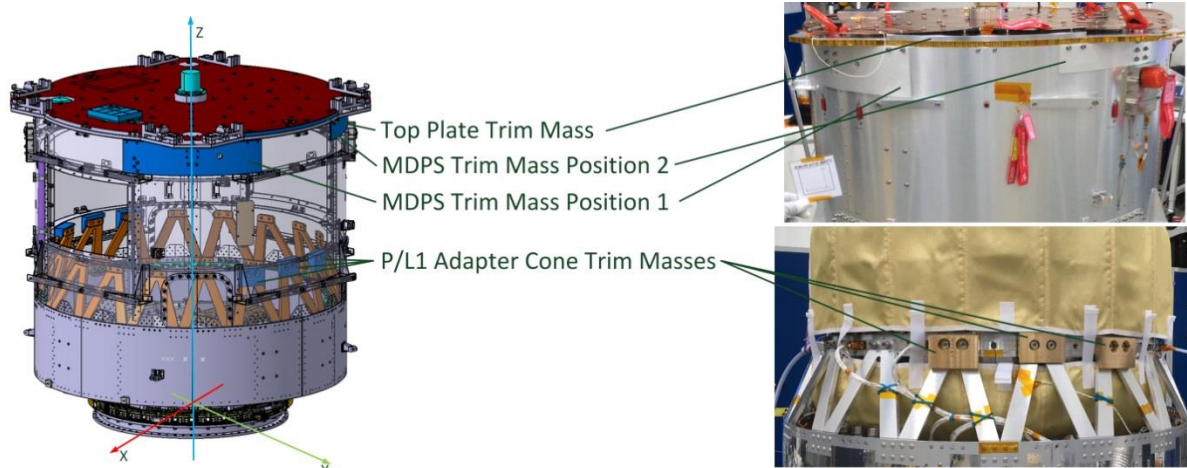 Z
Top Plate Trim Mass
MDPS Trim Mass Position 2
MDPS Trim Mass Position 1
P/L1 Adapter Cone Trim Masses
X
Y